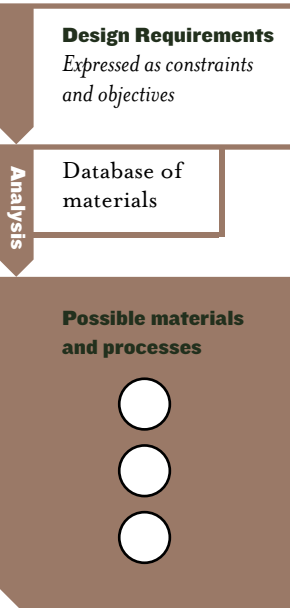 Design Requirements
Expressed as constraints
and objectives
Analysis
Database of
materials
Possible materials
and processes